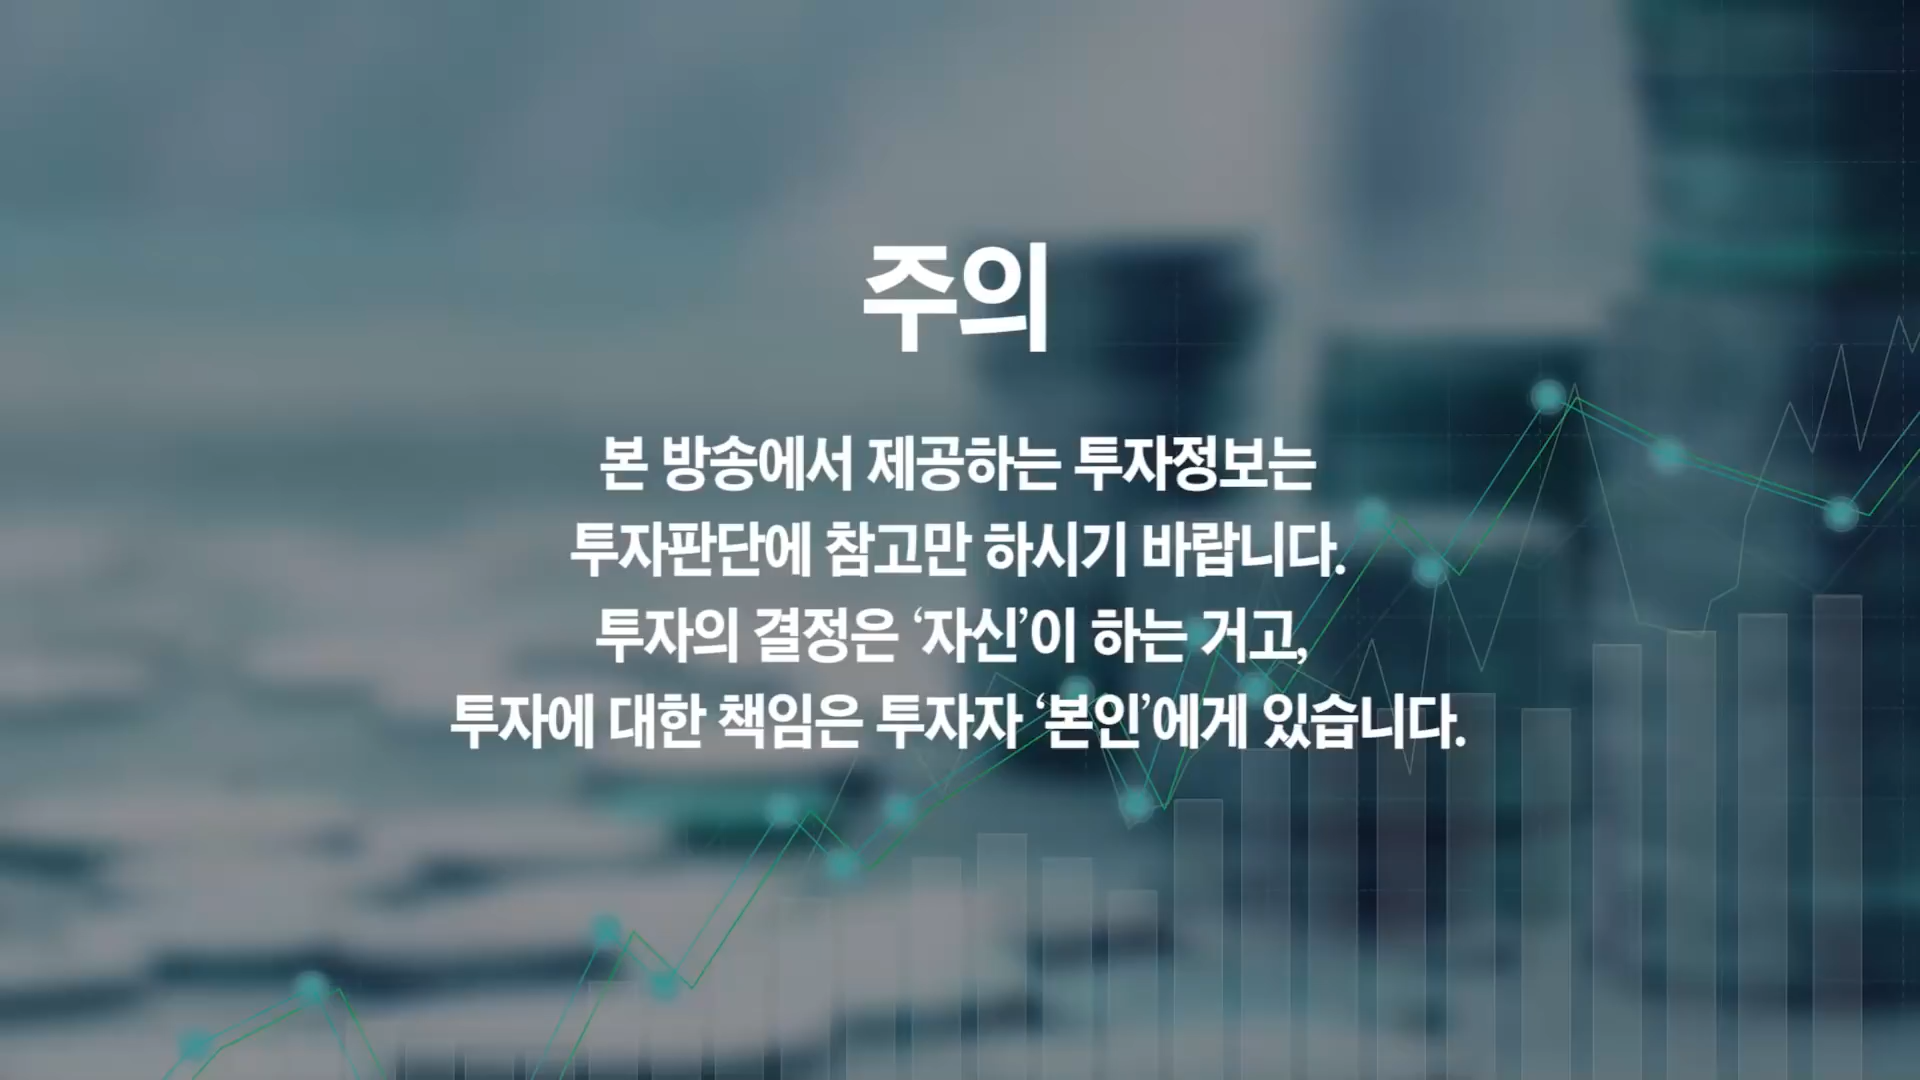 주의
본 방송에서 제공하는 투자정보는
투자판단에 참고만 하시기 바랍니다.
투자의 결정은 ‘자신’이 하는 거고,
투자에 대한 책임은 투자자 ‘본인’에게 있습니다.